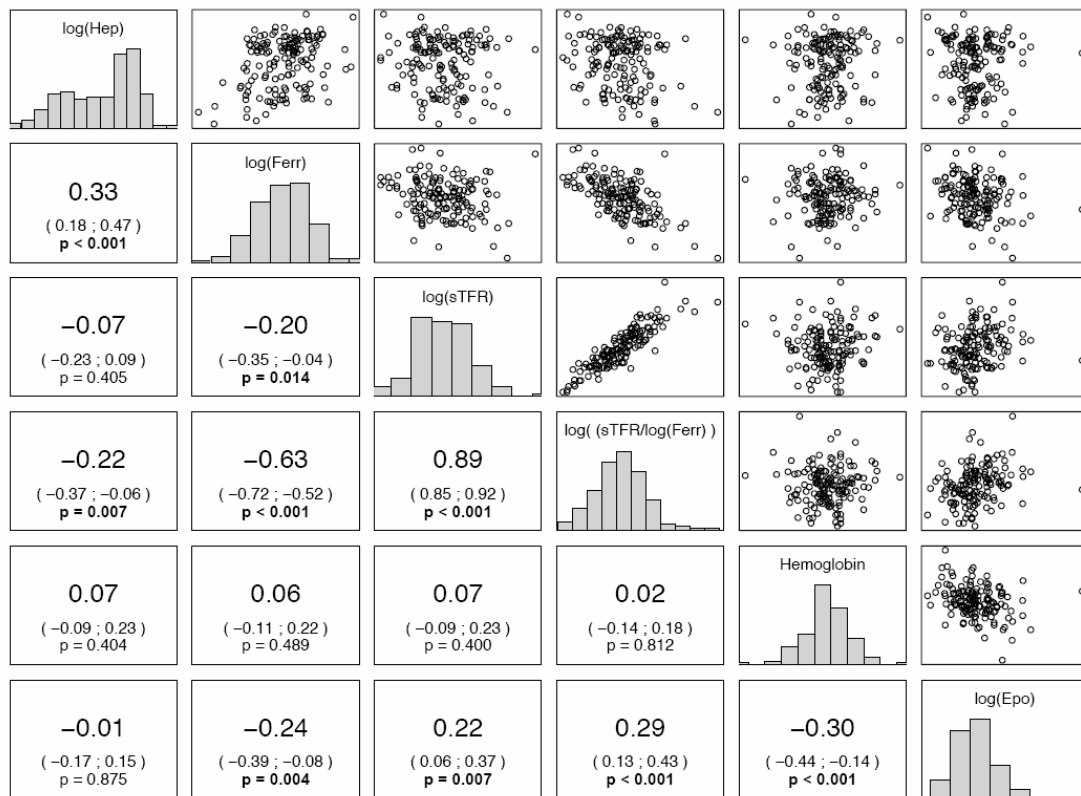 log(Hep)
0.33
( 0.18 ; 0.47 )
p < 0.001
log(Ferr)
−0.07
( −0.23 ; 0.09 )
p = 0.405
−0.20
( −0.35 ; −0.04 )
p = 0.014
log(sTFR)
−0.22
( −0.37 ; −0.06 )
p = 0.007
−0.63
( −0.72 ; −0.52 )
p < 0.001
0.89
( 0.85 ; 0.92 )
p < 0.001
log( (sTFR/log(Ferr) )
0.07
( −0.09 ; 0.23 )
p = 0.404
0.06
( −0.11 ; 0.22 )
p = 0.489
0.07
( −0.09 ; 0.23 )
p = 0.400
0.02
( −0.14 ; 0.18 )
p = 0.812
Hemoglobin
−0.01
( −0.17 ; 0.15 )
p = 0.875
−0.24
( −0.39 ; −0.08 )
p = 0.004
0.22
( 0.06 ; 0.37 )
p = 0.007
0.29
( 0.13 ; 0.43 )
p < 0.001
−0.30
( −0.44 ; −0.14 )
p < 0.001
log(Epo)